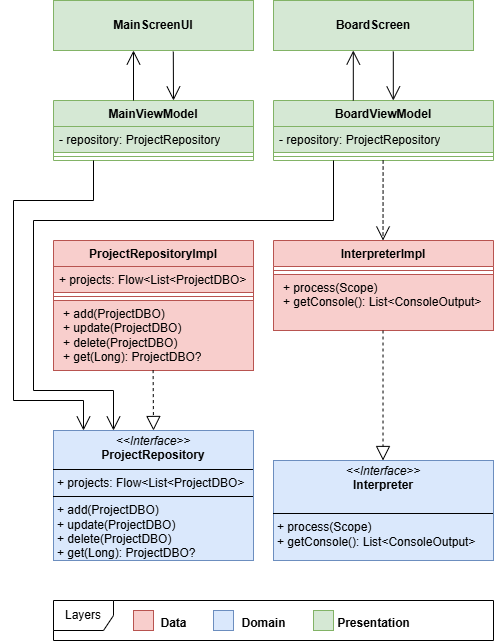 MainScreenUI
BoardScreen
MainViewModel
- repository: ProjectRepository
BoardViewModel
- repository: ProjectRepository
ProjectRepositoryImpl
+ projects: Flow<List<ProjectDBO>
+ add(ProjectDBO)
+ update(ProjectDBO)
+ delete(ProjectDBO)
+ get(Long): ProjectDBO?
InterpreterImpl
+ process(Scope)
+ getConsole(): List<ConsoleOutput>
<<Interface>>
ProjectRepository
+ projects: Flow<List<ProjectDBO>
+ add(ProjectDBO)
+ update(ProjectDBO)
+ delete(ProjectDBO)
+ get(Long): ProjectDBO?
<<Interface>>
Interpreter
+ process(Scope)
+ getConsole(): List<ConsoleOutput>
Layers
Data
Domain
Presentation